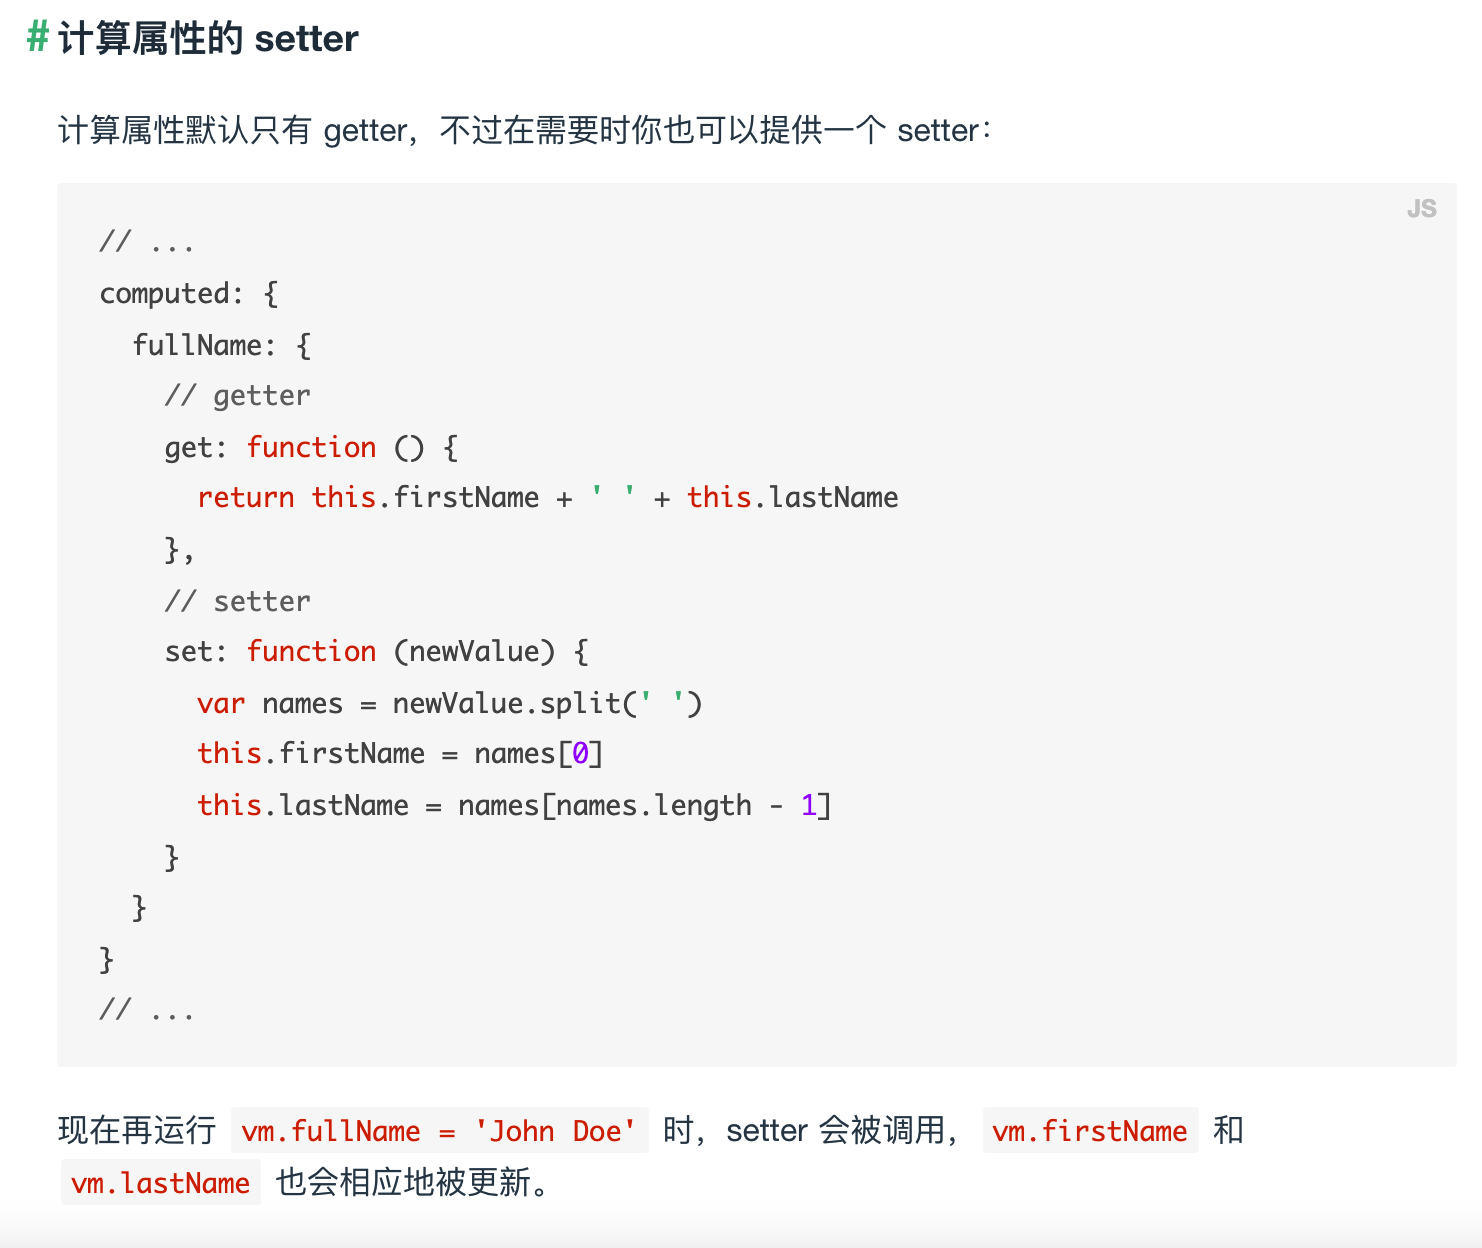 # 计算属性的 setter
计算属性默认只有 getter，不过在需要时你也可以提供一个 setter：
JS
// ...
computed: {
  fullName: {
    // getter
    get: function () {
      return this.firstName + ' ' + this.lastName
    },
    // setter
    set: function (newValue) {
      var names = newValue.split(' ')
      this.firstName = names[0]
      this.lastName = names[names.length - 1]
    }
  }
}
// ...
现在再运行 vm.fullName = 'John Doe' 时，setter 会被调用，vm.firstName 和
vm.lastName 也会相应地被更新。